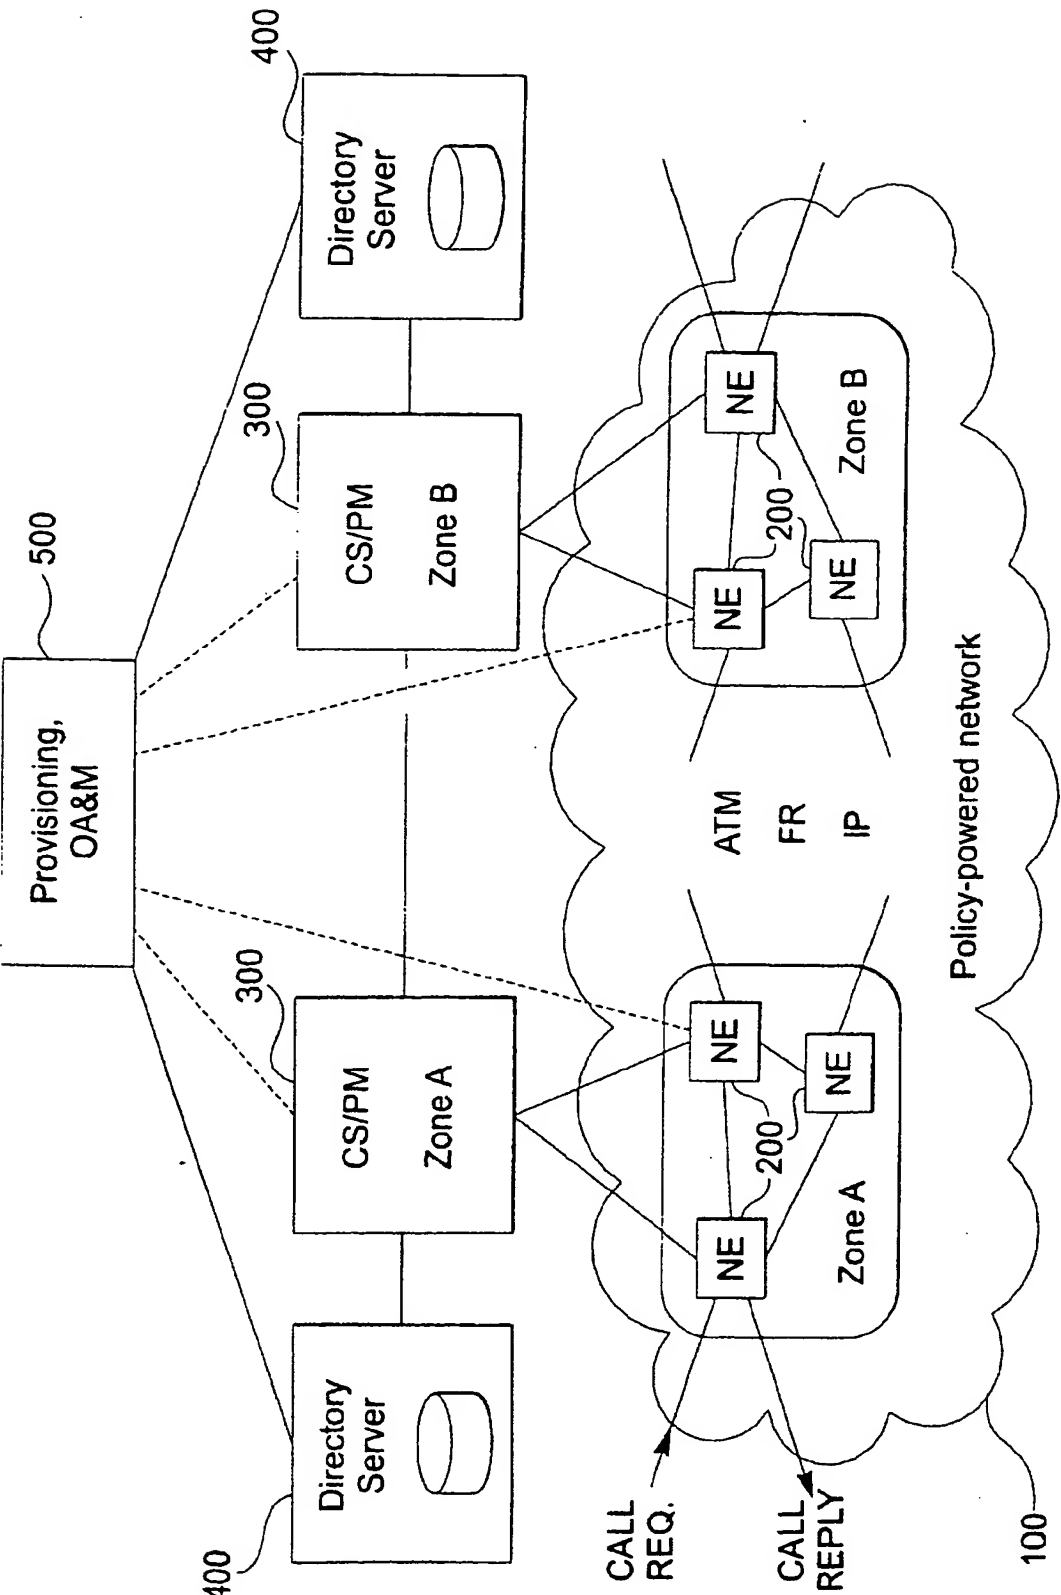 Provisioning,
OA&M
500
400
Directory
Server
300
CS/PM
Zone A
300
CS/PM
Zone B
400
Directory
Server
CALL
REQ.
CALL
REPLY
NE
NE
NE
200
Zone A
ATM
FR
IP
NE
NE
NE
200
Zone B
Policy-powered network
100